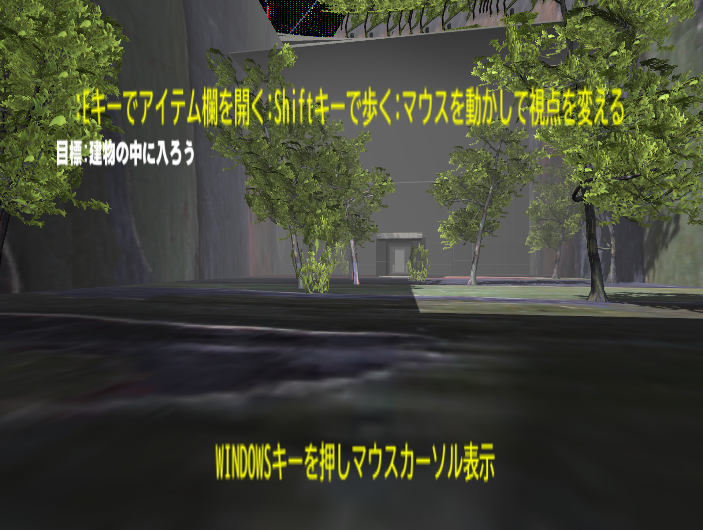 Eキーでアイテム欄を開く:Shiftキーで歩く:マウスを動かして視点を変える
目標:建物の中に入ろう
WINDOWSキーを押しマウスカーソル表示